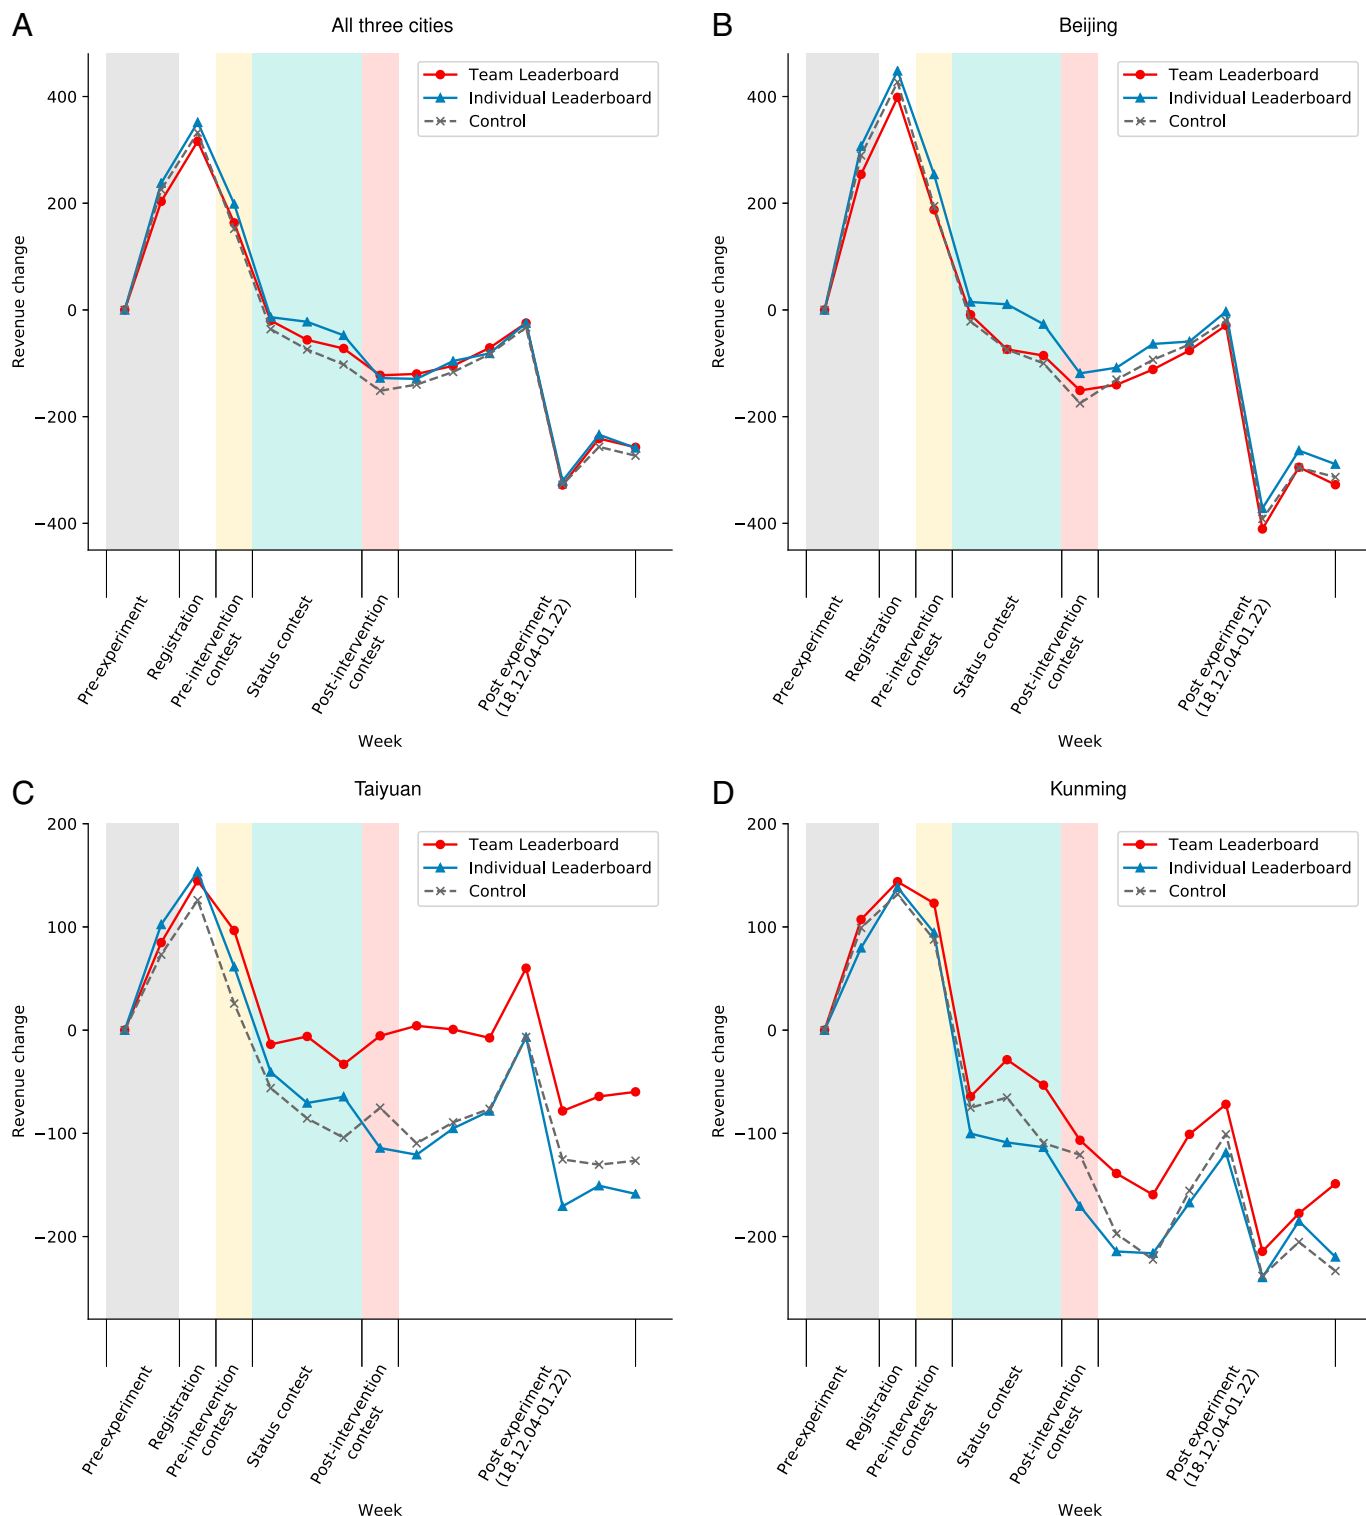 A
All three cities
400
200
0
−200
−400
Revenue change
Team Leaderboard
Individual Leaderboard
Control
Pre-experiment
Registration
Pre-intervention
contest
Status contest
Post-intervention
contest
Post experiment
(18.12.04-01.22)
Week
B
Beijing
400
200
0
−200
−400
Revenue change
Team Leaderboard
Individual Leaderboard
Control
Pre-experiment
Registration
Pre-intervention
contest
Status contest
Post-intervention
contest
Post experiment
(18.12.04-01.22)
Week
C
Taiyuan
200
100
0
−100
−200
Revenue change
Team Leaderboard
Individual Leaderboard
Control
Pre-experiment
Registration
Pre-intervention
contest
Status contest
Post-intervention
contest
Post experiment
(18.12.04-01.22)
Week
D
Kunming
200
100
0
−100
−200
Revenue change
Team Leaderboard
Individual Leaderboard
Control
Pre-experiment
Registration
Pre-intervention
contest
Status contest
Post-intervention
contest
Post experiment
(18.12.04-01.22)
Week